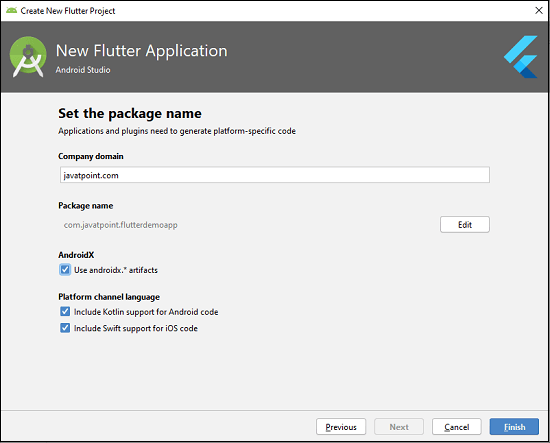 Create New Flutter Project
New Flutter Application
Android Studio
Set the package name
Applications and plugins need to generate platform-specific code
Company domain
javatpoint.com
Package name
com.javatpoint.flutterdemoapp
Edit
AndroidX
Use androidx.* artifacts
Platform channel language
Include Kotlin support for Android code
Include Swift support for iOS code
Previous Next Cancel Finish